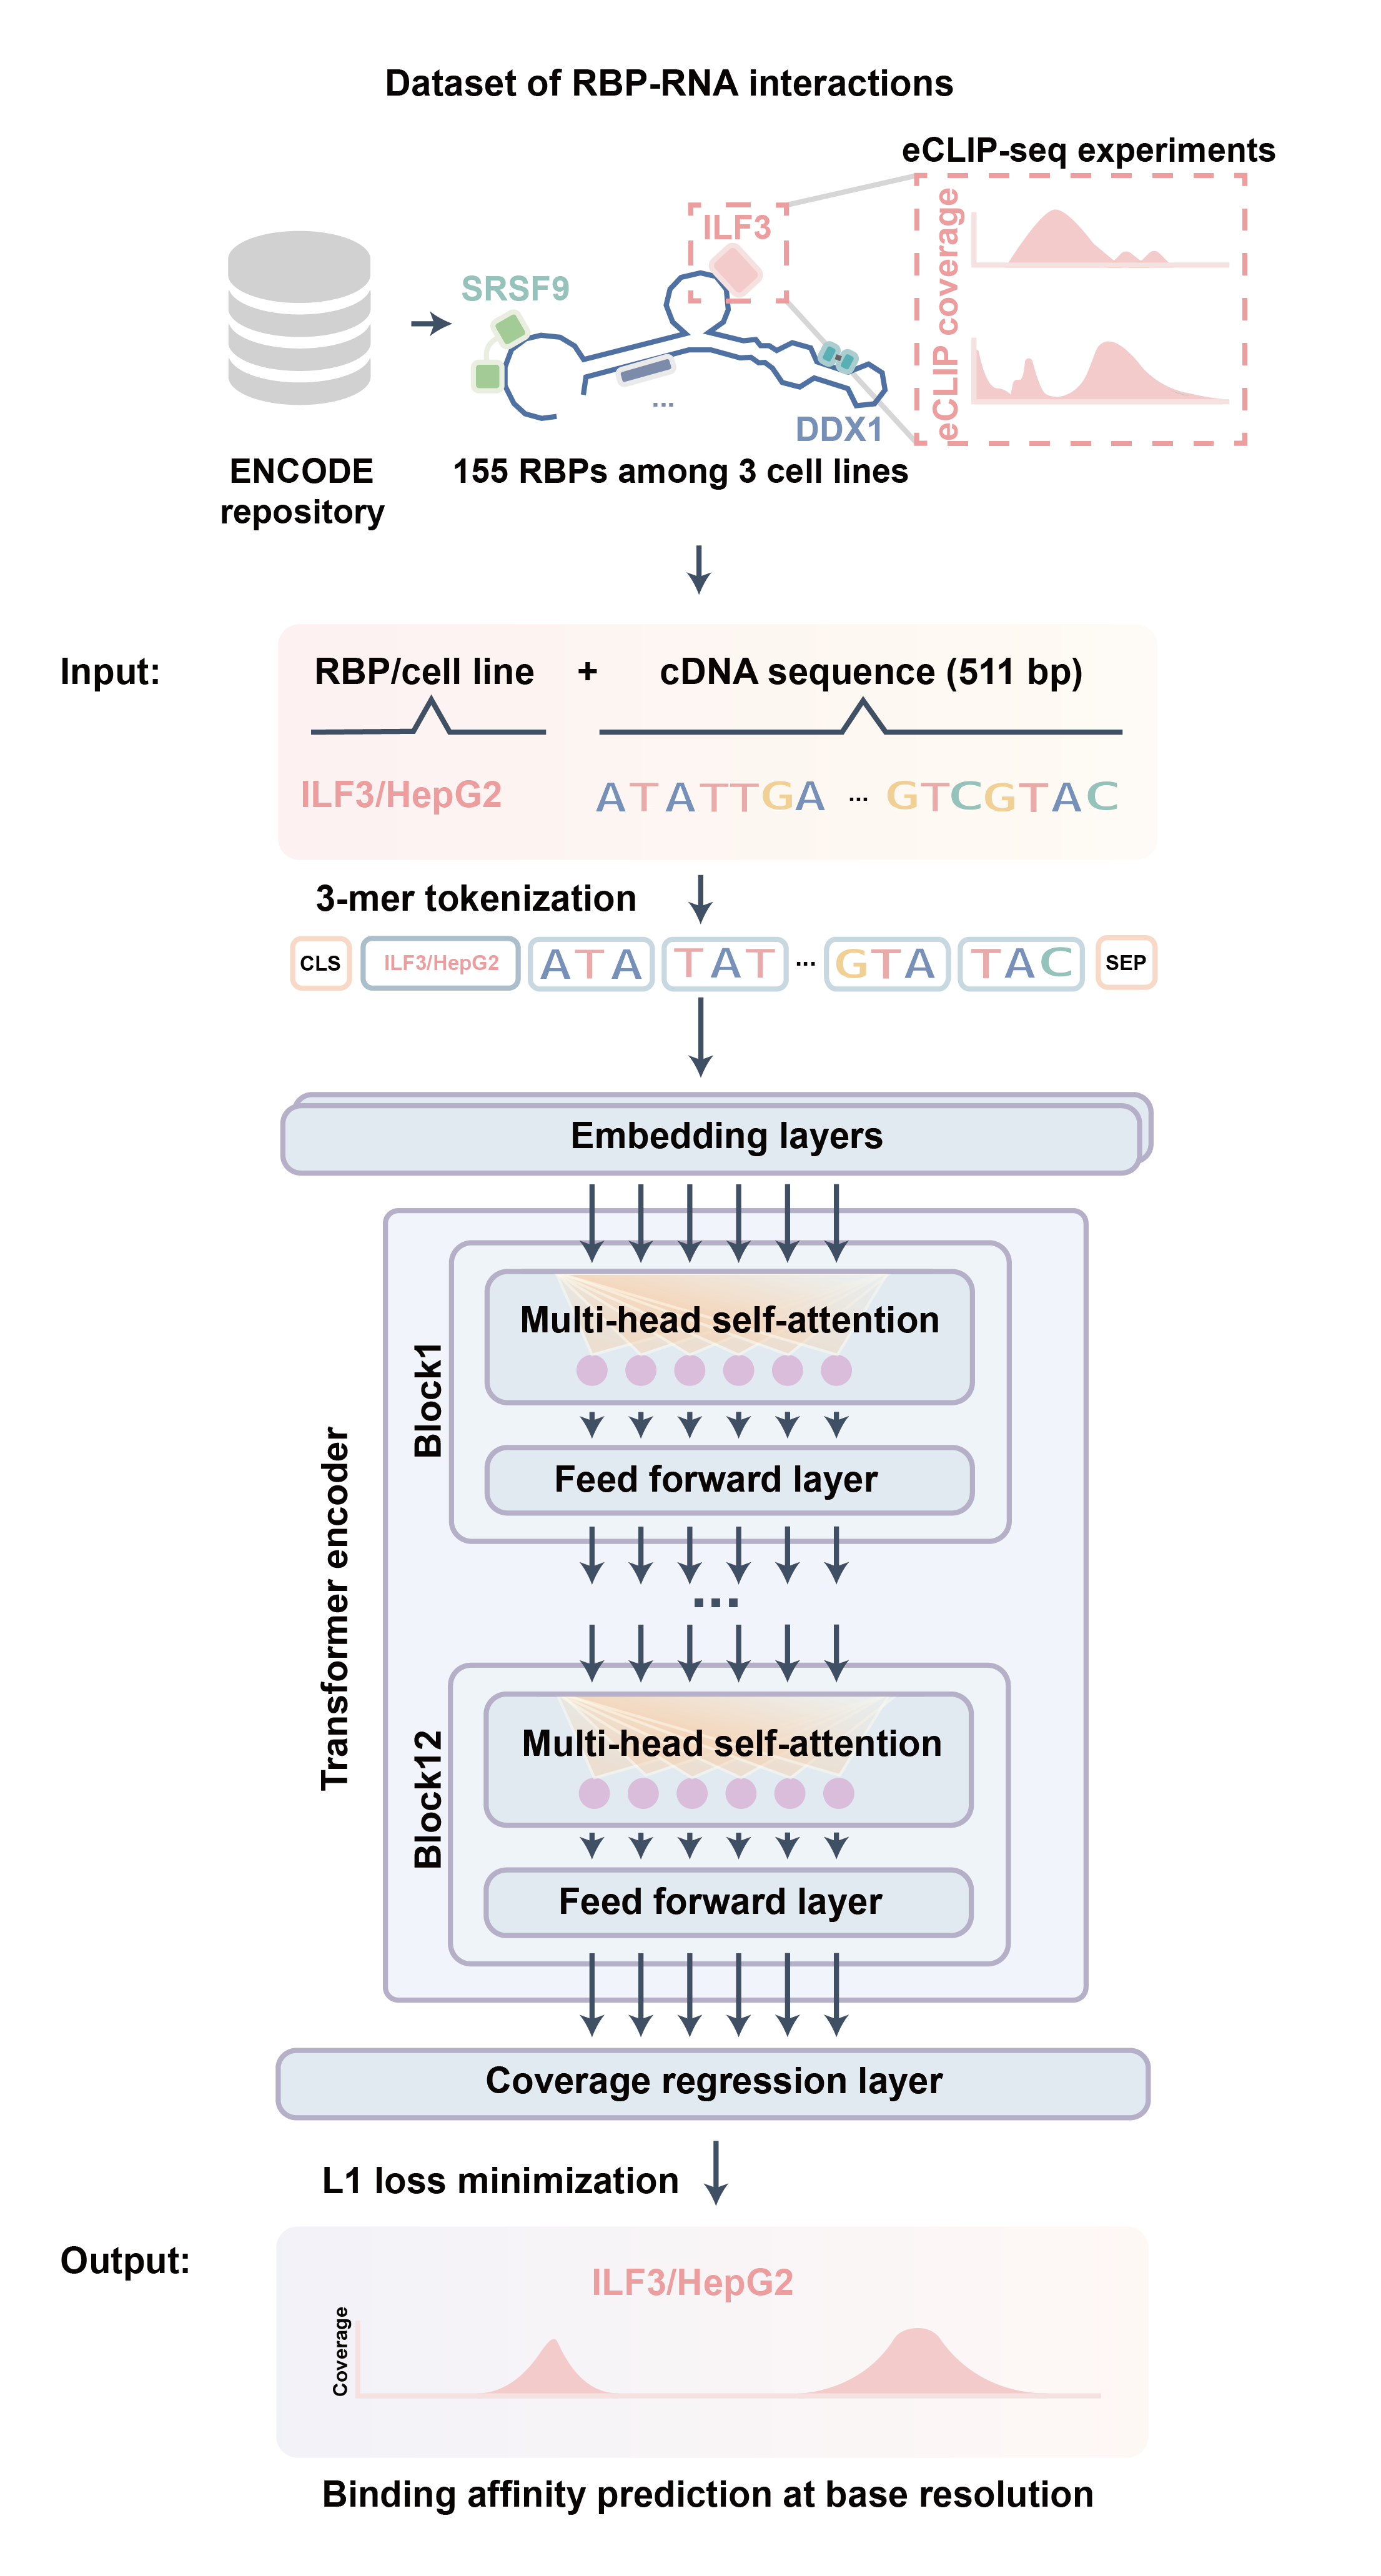 Dataset of RBP-RNA interactions
eCLIP-seq experiments
ILF3
SRSF9
eCLIP coverage
eCLIP coverage
...
DDX1
ENCODE
repository
155 RBPs among 3 cell lines
Input:
RBP/cell line + cDNA sequence (511 bp)
ILF3/HepG2 ATATTGA ... GTCGTAC
3-mer tokenization
CLS ILF3/HepG2 ATA TAT ... GTA TAC SEP
Embedding layers
Transformer encoder
Block1
Multi-head self-attention
Feed forward layer
...
Block12
Multi-head self-attention
Feed forward layer
Coverage regression layer
L1 loss minimization
Output:
ILF3/HepG2
Coverage
Binding affinity prediction at base resolution